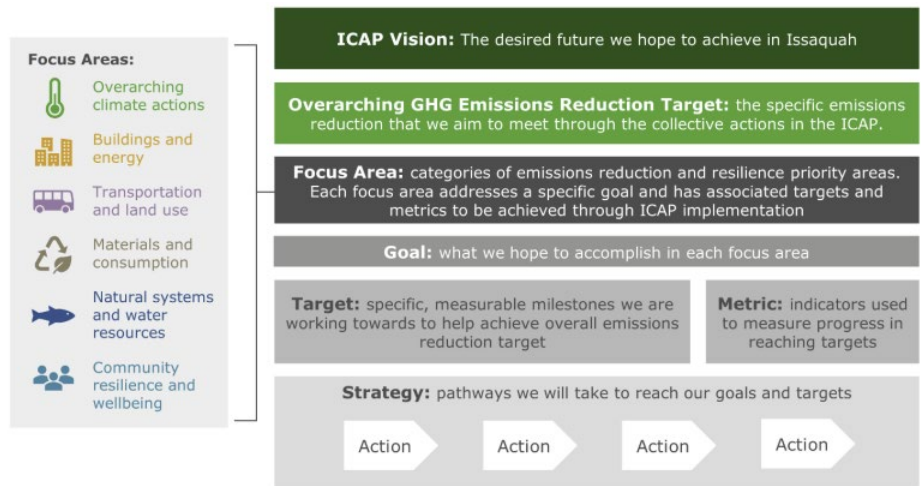 Focus Areas:
Overarching
climate actions
Buildings and
energy
Transportation
and land use
Materials and
consumption
Natural systems
and water
resources
Community
resilience and
wellbeing
ICAP Vision: The desired future we hope to achieve in Issaquah
Overarching GHG Emissions Reduction Target: the specific emissions
reduction that we aim to meet through the collective actions in the ICAP.
Focus Area: categories of emissions reduction and resilience priority areas.
Each focus area addresses a specific goal and has associated targets and
metrics to be achieved through ICAP implementation
Goal: what we hope to accomplish in each focus area
Target: specific, measurable milestones we are
working towards to help achieve overall emissions
reduction target
Metric: indicators used
to measure progress in
reaching targets
Strategy: pathways we will take to reach our goals and targets
Action
Action
Action
Action